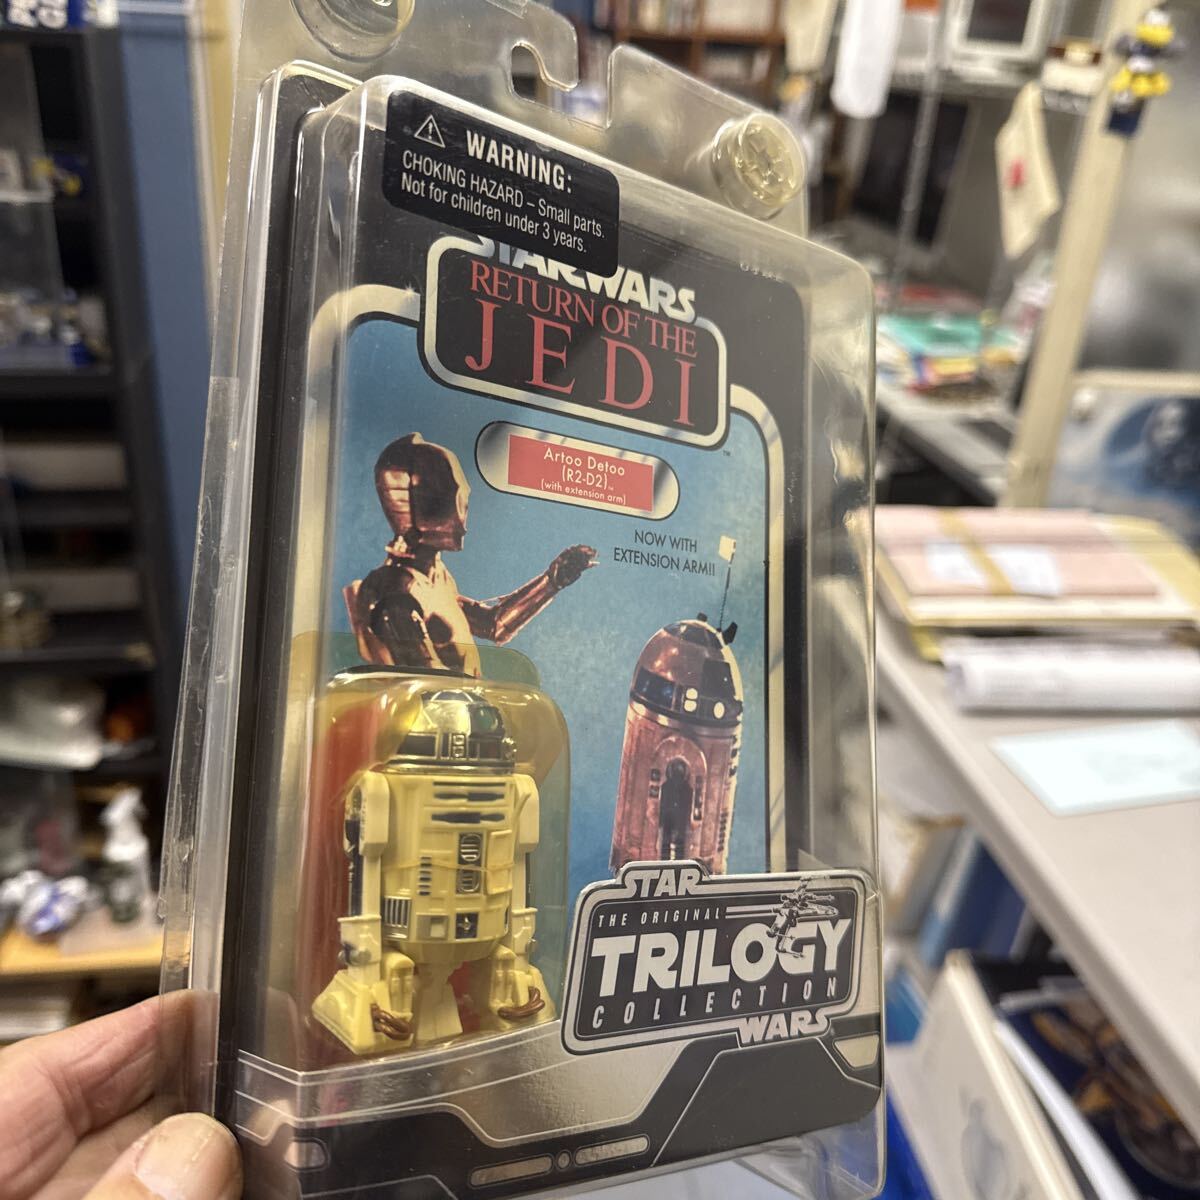 WARNING:
CHOKING HAZARD – Small parts.
Not for children under 3 years.
STAR WARS
RETURN OF THE
JEDI
Artoo Detoo
(R2-D2)™
(with extension arm)
NOW WITH
EXTENSION ARM!!
STAR
THE ORIGINAL
TRILOGY
COLLECTION
WARS